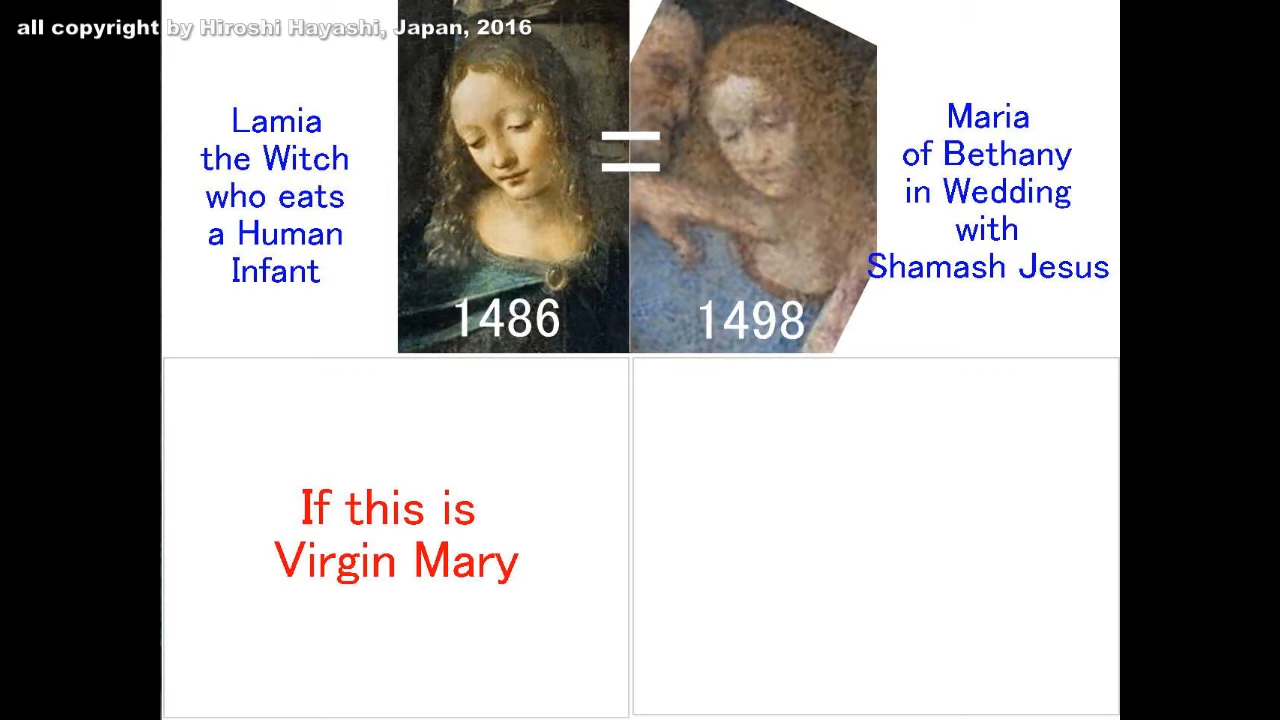 all copyright by Hiroshi Hayashi, Japan, 2016
Lamia
the Witch
who eats
a Human
Infant
1486
1498
Maria
of Bethany
in Wedding
with
Shamash Jesus
If this is
Virgin Mary